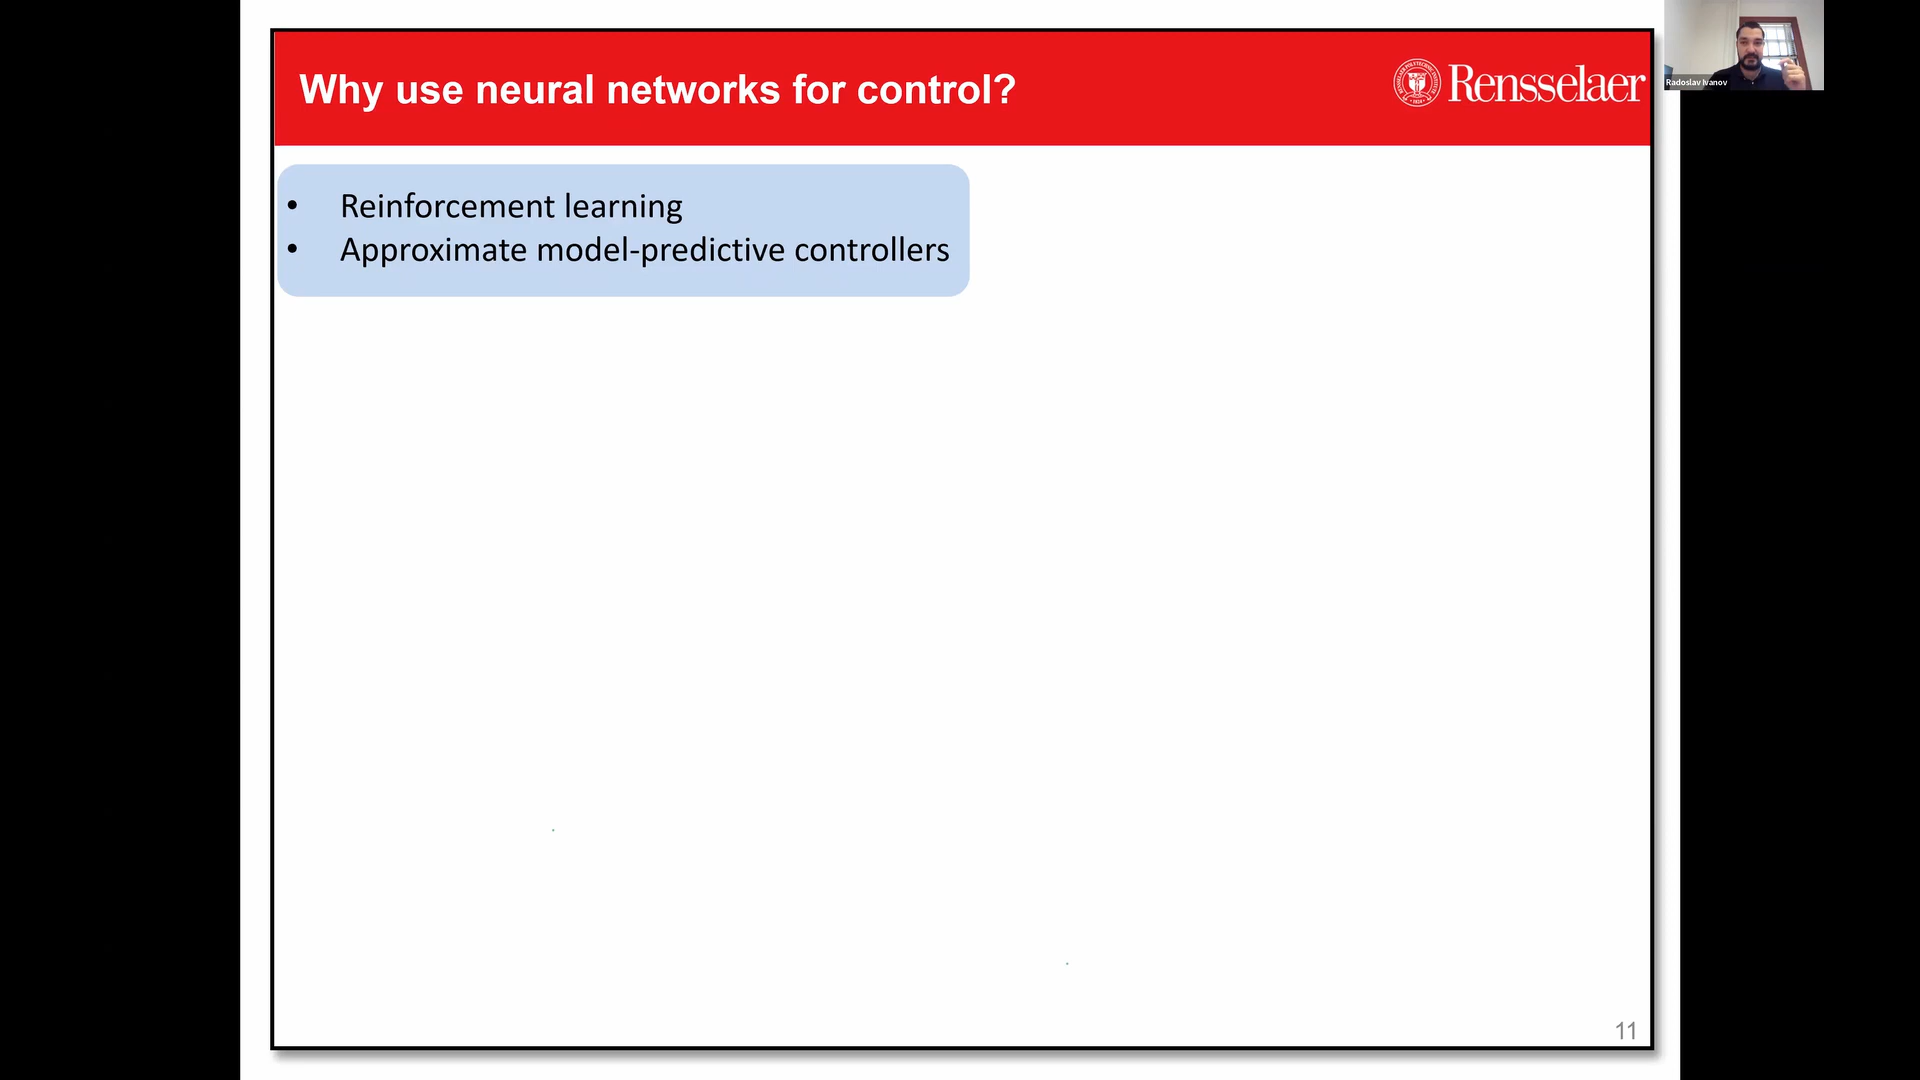 Why use neural networks for control?
Rensselaer
Radoslav Ivanov
• Reinforcement learning
• Approximate model-predictive controllers
11